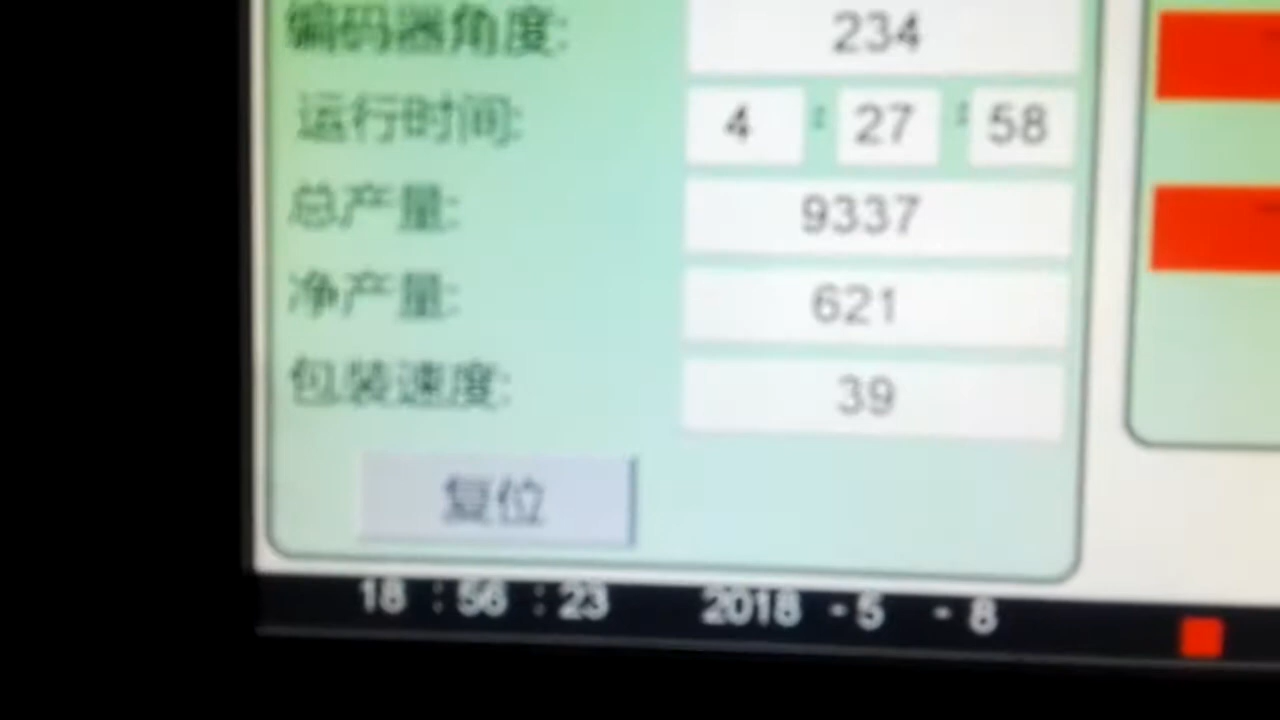 编码器角度: 234
运行时间: 4 : 27 : 58
总产量: 9337
净产量: 621
包装速度: 39
复位
18 : 56 : 23 2018 - 5 - 8